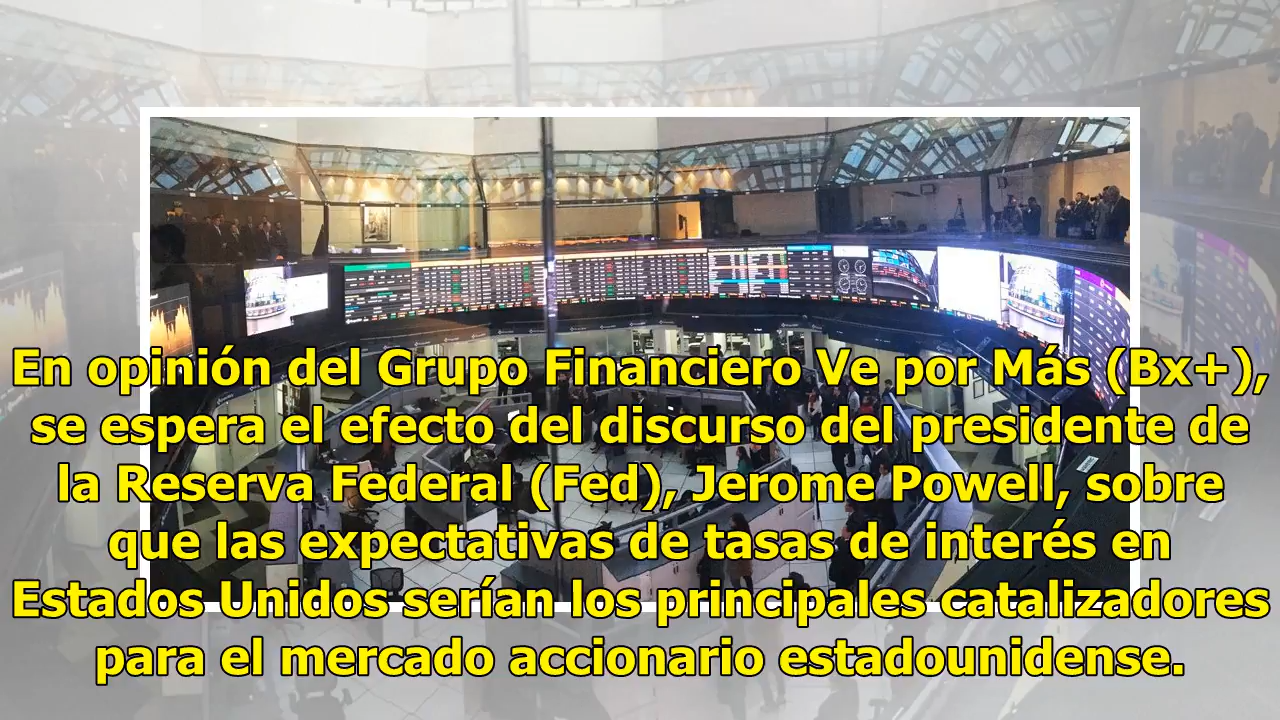 En opinión del Grupo Financiero Ve por Más (Bx+),
se espera el efecto del discurso del presidente de
la Reserva Federal (Fed), Jerome Powell, sobre
que las expectativas de tasas de interés en
Estados Unidos serían los principales catalizadores
para el mercado accionario estadounidense.